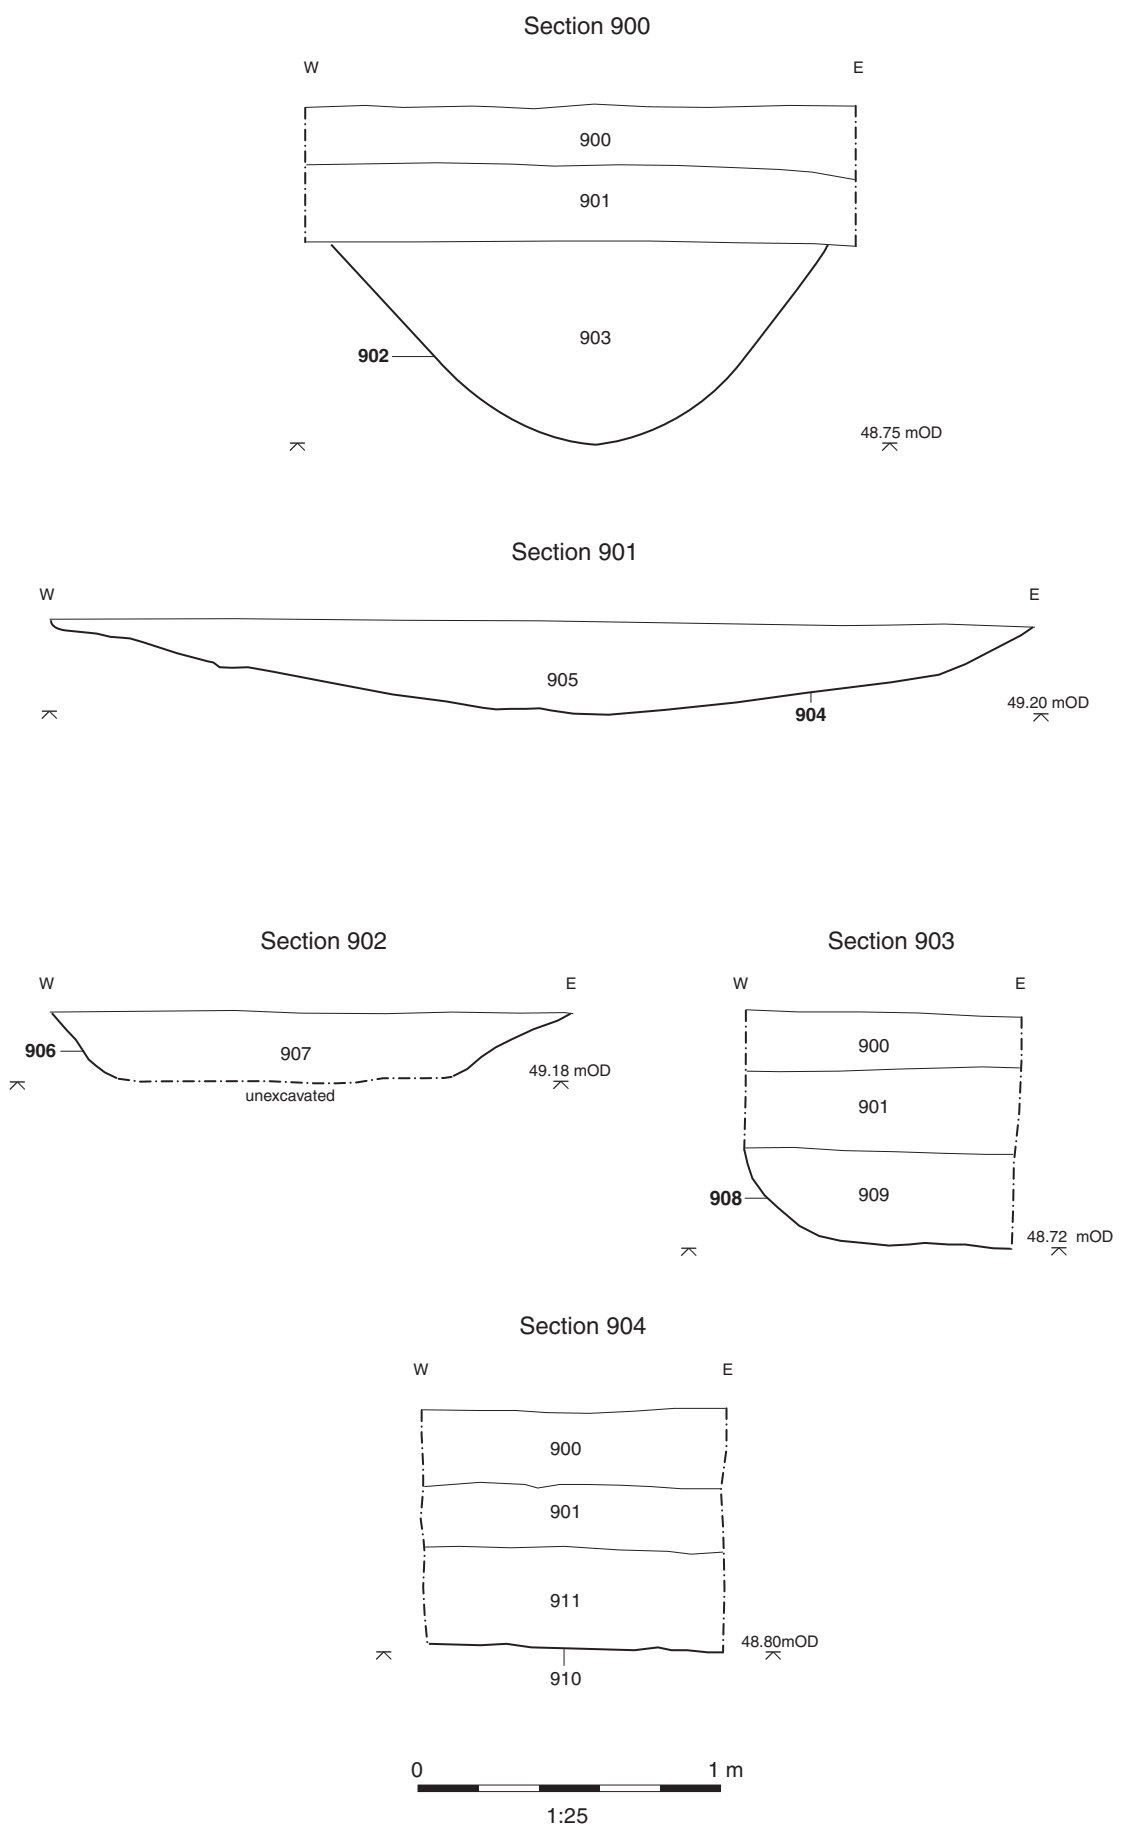 Section 900
W E
900
901
903
902
48.75 mOD
Section 901
W E
905
49.20 mOD
904
Section 902
W E
906
907
49.18 mOD
unexcavated
Section 903
W E
900
901
908
909
48.72 mOD
Section 904
W E
900
901
911
48.80mOD
910
0 1 m
1:25